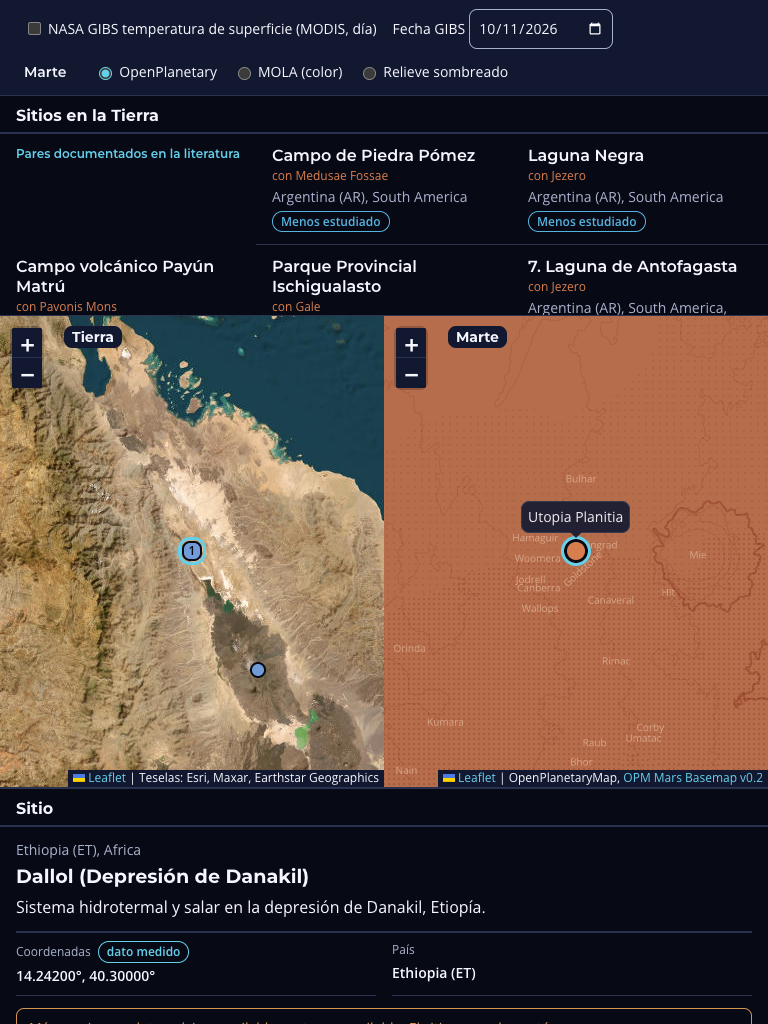 NASA GIBS temperatura de superficie (MODIS, día) Fecha GIBS 10/11/2026
Marte OpenPlanetary MOLA (color) Relieve sombreado
Sitios en la Tierra
Pares documentados en la literatura
Campo de Piedra Pómez
con Medusae Fossae
Argentina (AR), South America
Menos estudiado
Laguna Negra
con Jezero
Argentina (AR), South America
Menos estudiado
Campo volcánico Payún
Matrú
con Pavonis Mons
Parque Provincial
Ischigualasto
con Gale
7. Laguna de Antofagasta
con Jezero
Argentina (AR), South America,
+
−
Tierra
1
Leaflet | Teselas: Esri, Maxar, Earthstar Geographics
+
−
Marte
Bulhar
Utopia Planitia
Hamaguir
Woomera
Goldstone
Mie
Jodrell
Canberra
Hīt
Canaveral
Wallops
Orinda
Rimac
Kumara
Corby
Umatac
Raub
Bhor
Nain
Leaflet | OpenPlanetaryMap, OPM Mars Basemap v0.2
Sitio
Ethiopia (ET), Africa
Dallol (Depresión de Danakil)
Sistema hidrotermal y salar en la depresión de Danakil, Etiopía.
Coordenadas dato medido
14.24200°, 40.30000°
País
Ethiopia (ET)